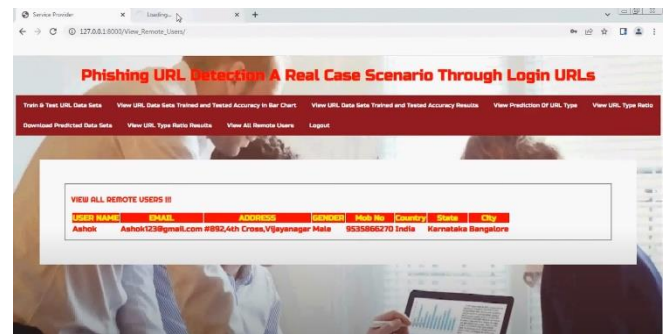 Service Provider
Loading...
127.0.0.1:8000/View_Remote_Users/
Phishing URL Detection A Real Case Scenario Through Login URLs
Train & Test URL Data Sets View URL Data Sets Trained and Tested Accuracy in Bar Chart View URL Data Sets Trained and Tested Accuracy Results View Prediction Of URL Type View URL Type Ratio
Download Predicted Data Sets View URL Type Ratio Results View All Remote Users Logout
VIEW ALL REMOTE USERS !!!
USER NAME EMAIL ADDRESS GENDER Mob No Country State City
Ashok Ashok123@gmail.com #892,4th Cross,Vijayanagar Male 9535866270 India Karnataka Bangalore